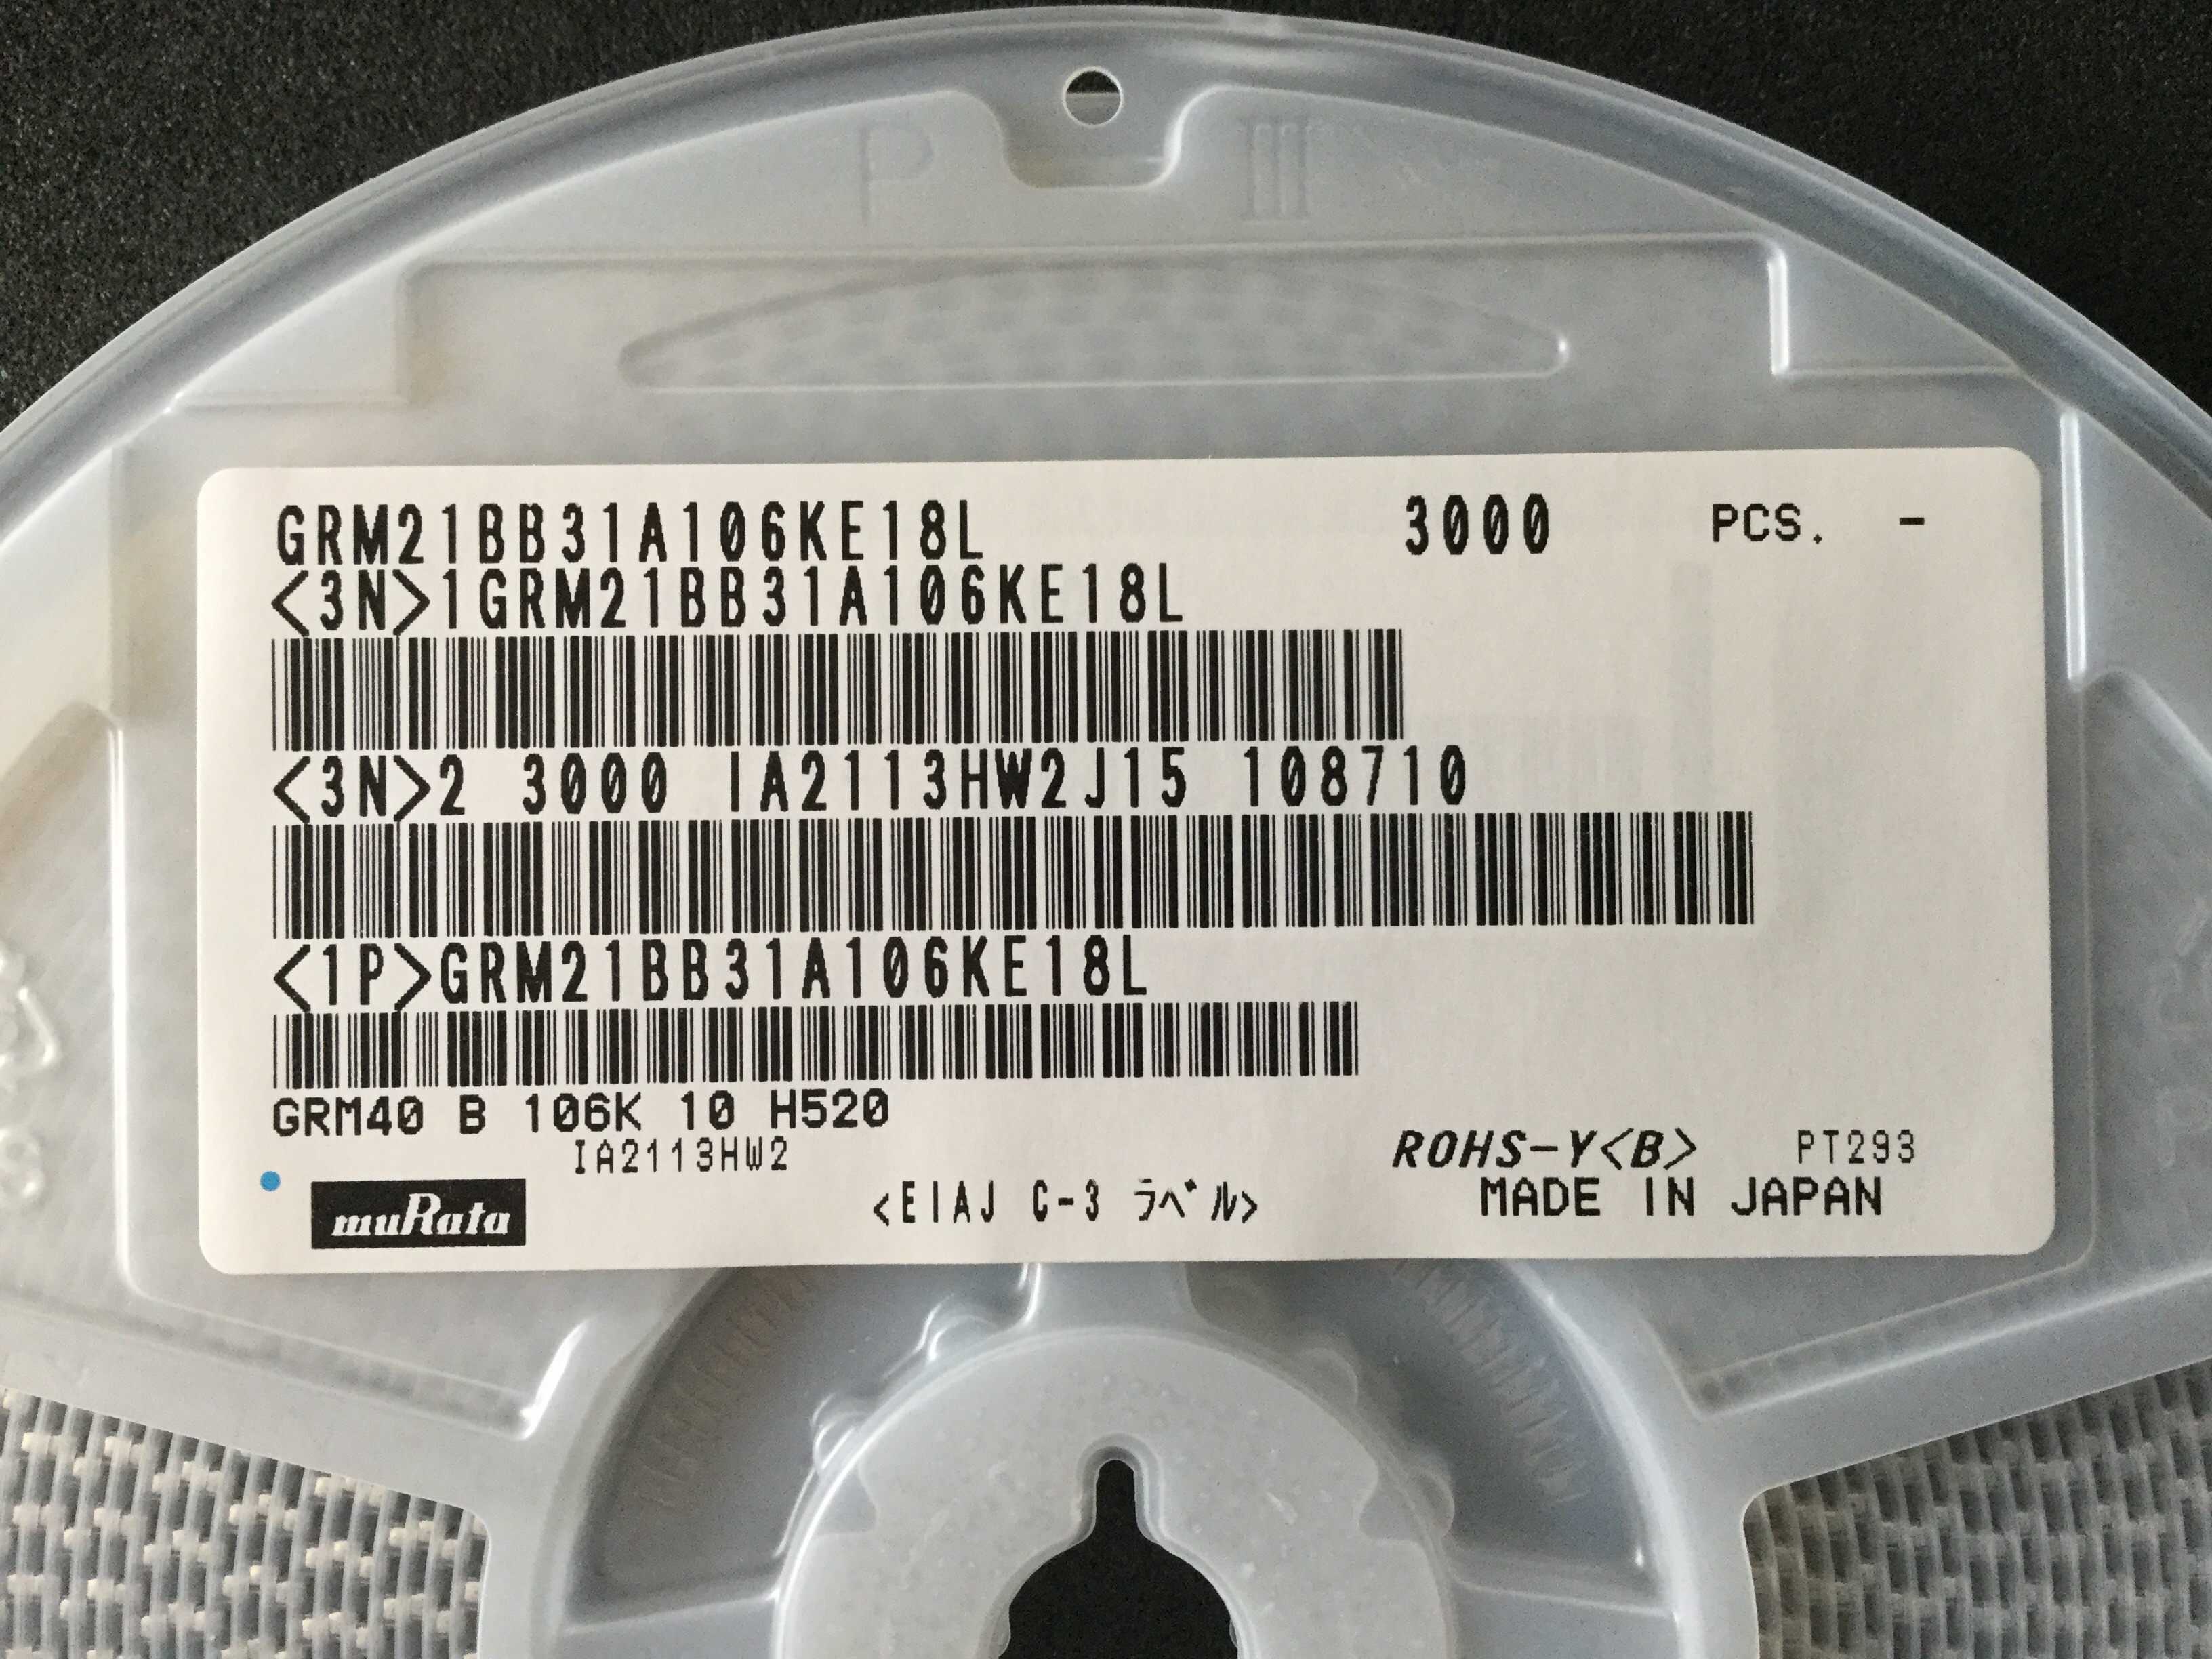 P III
GRM21BB31A106KE18L 3000 PCS. -
<3N>1GRM21BB31A106KE18L
<3N>2 3000 IA2113HW2J15 108710
<1P>GRM21BB31A106KE18L
GRM40 B 106K 10 H520
IA2113HW2
ROHS-Y<B> PT293
muRata <EIAJ C-3 ラベル> MADE IN JAPAN